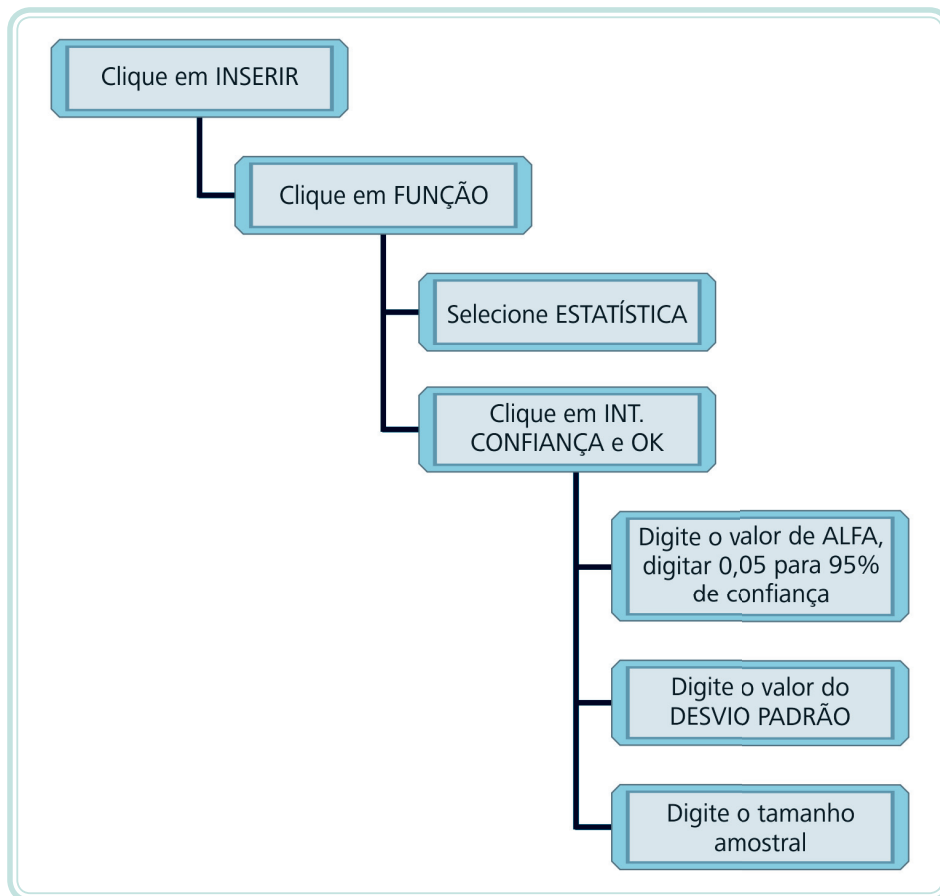 Clique em INSERIR
Clique em FUNÇÃO
Selecione ESTATÍSTICA
Clique em INT.
CONFIANÇA e OK
Digite o valor de ALFA,
digitar 0,05 para 95%
de confiança
Digite o valor do
DESVIO PADRÃO
Digite o tamanho
amostral